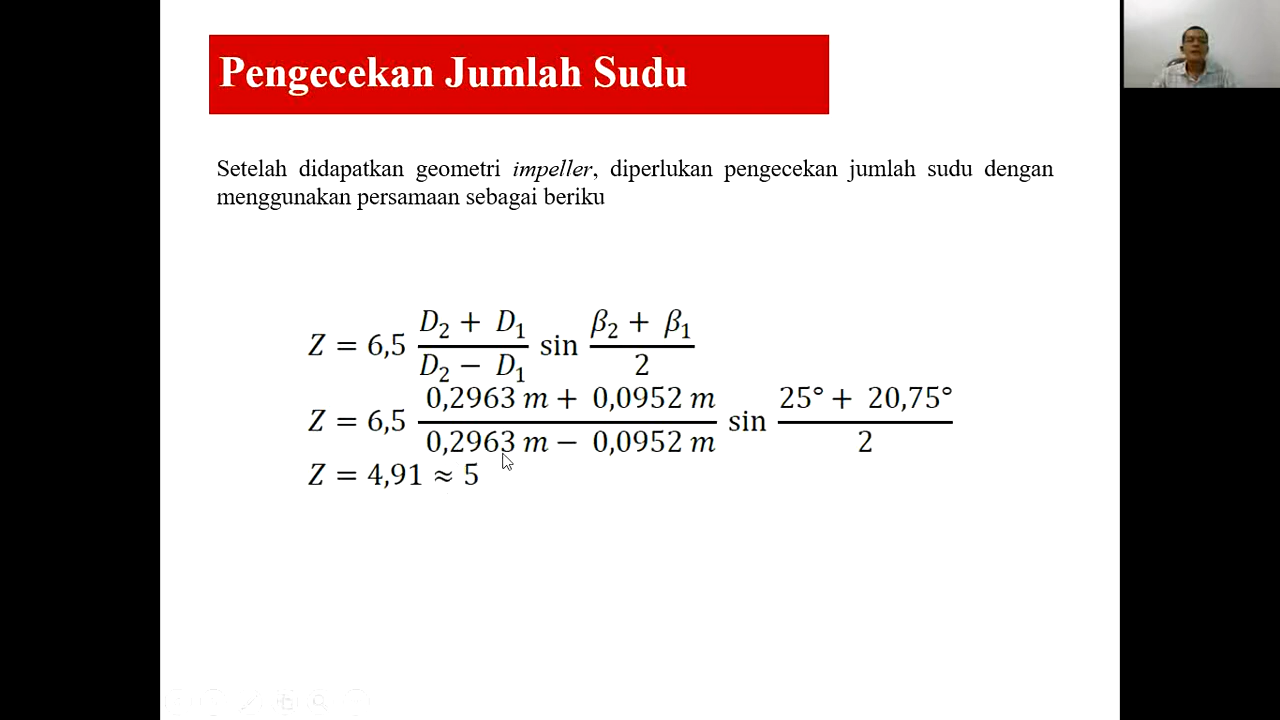 Pengecekan Jumlah Sudu
Setelah didapatkan geometri impeller, diperlukan pengecekan jumlah sudu dengan
menggunakan persamaan sebagai beriku
Z = 6,5 (D₂ + D₁)/(D₂ − D₁) sin (β₂ + β₁)/2
Z = 6,5 (0,2963 m + 0,0952 m)/(0,2963 m − 0,0952 m) sin (25° + 20,75°)/2
Z = 4,91 ≈ 5